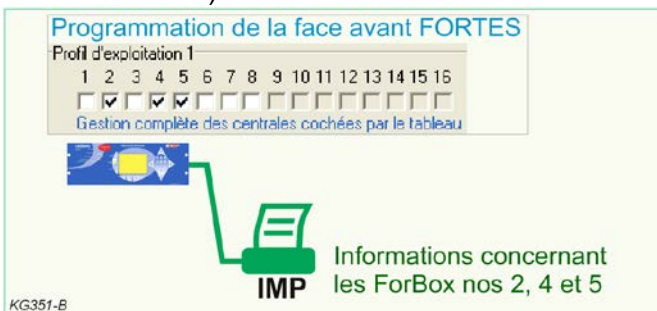 )
Programmation de la face avant FORTES
Profil d'exploitation 1
1 2 3 4 5 6 7 8 9 10 11 12 13 14 15 16
Gestion complète des centrales cochées par le tableau
IMP
Informations concernant
les ForBox nos 2, 4 et 5
KG351-B